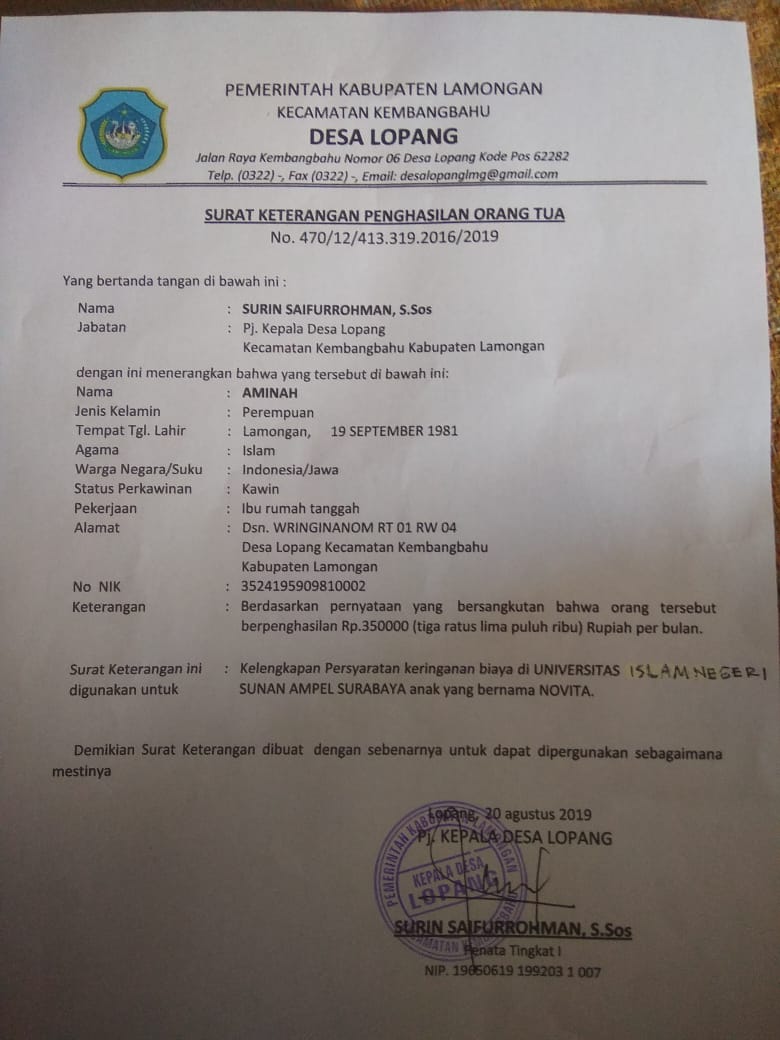 PEMERINTAH KABUPATEN LAMONGAN
KECAMATAN KEMBANGBAHU
DESA LOPANG
Jalan Raya Kembangbahu Nomor 06 Desa Lopang Kode Pos 62282
Telp. (0322) -, Fax (0322) -, Email: desalopanglmg@gmail.com
SURAT KETERANGAN PENGHASILAN ORANG TUA
No. 470/12/413.319.2016/2019
Yang bertanda tangan di bawah ini :
Nama : SURIN SAIFURROHMAN, S.Sos
Jabatan : Pj. Kepala Desa Lopang
Kecamatan Kembangbahu Kabupaten Lamongan
dengan ini menerangkan bahwa yang tersebut di bawah ini:
Nama : AMINAH
Jenis Kelamin : Perempuan
Tempat Tgl. Lahir : Lamongan, 19 SEPTEMBER 1981
Agama : Islam
Warga Negara/Suku : Indonesia/Jawa
Status Perkawinan : Kawin
Pekerjaan : Ibu rumah tanggah
Alamat : Dsn. WRINGINANOM RT 01 RW 04
Desa Lopang Kecamatan Kembangbahu
Kabupaten Lamongan
No NIK : 3524195909810002
Keterangan : Berdasarkan pernyataan yang bersangkutan bahwa orang tersebut
berpenghasilan Rp.350000 (tiga ratus lima puluh ribu) Rupiah per bulan.
Surat Keterangan ini : Kelengkapan Persyaratan keringanan biaya di UNIVERSITAS ISLAM NEGERI
digunakan untuk SUNAN AMPEL SURABAYA anak yang bernama NOVITA.
Demikian Surat Keterangan dibuat dengan sebenarnya untuk dapat dipergunakan sebagaimana
mestinya
Lopang, 20 agustus 2019
Pj. KEPALA DESA LOPANG
PEMERINTAH KABUPATEN LAMONGAN
KEPALA DESA
LOPANG
KECAMATAN KEMBANGBAHU
SURIN SAIFURROHMAN, S.Sos
Penata Tingkat I
NIP. 19650619 199203 1 007